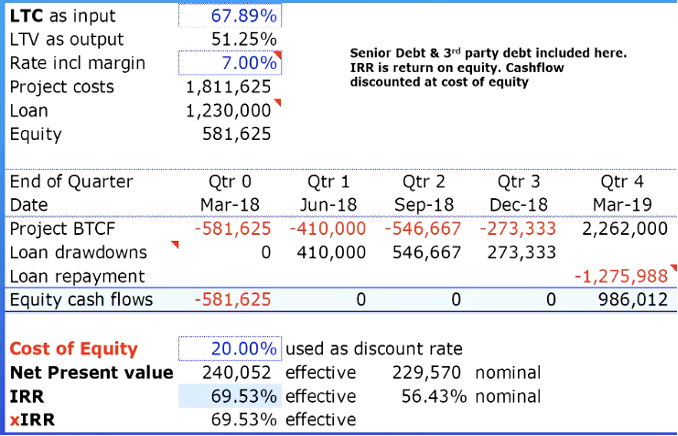 LTC as input 67.89%
LTV as output 51.25%
Rate incl margin 7.00%
Project costs 1,811,625
Loan 1,230,000
Equity 581,625
Senior Debt & 3rd party debt included here.
IRR is return on equity. Cashflow
discounted at cost of equity
End of Quarter Qtr 0 Qtr 1 Qtr 2 Qtr 3 Qtr 4
Date Mar-18 Jun-18 Sep-18 Dec-18 Mar-19
Project BTCF -581,625 -410,000 -546,667 -273,333 2,262,000
Loan drawdowns 0 410,000 546,667 273,333
Loan repayment -1,275,988
Equity cash flows -581,625 0 0 0 986,012
Cost of Equity 20.00% used as discount rate
Net Present value 240,052 effective 229,570 nominal
IRR 69.53% effective 56.43% nominal
xIRR 69.53% effective